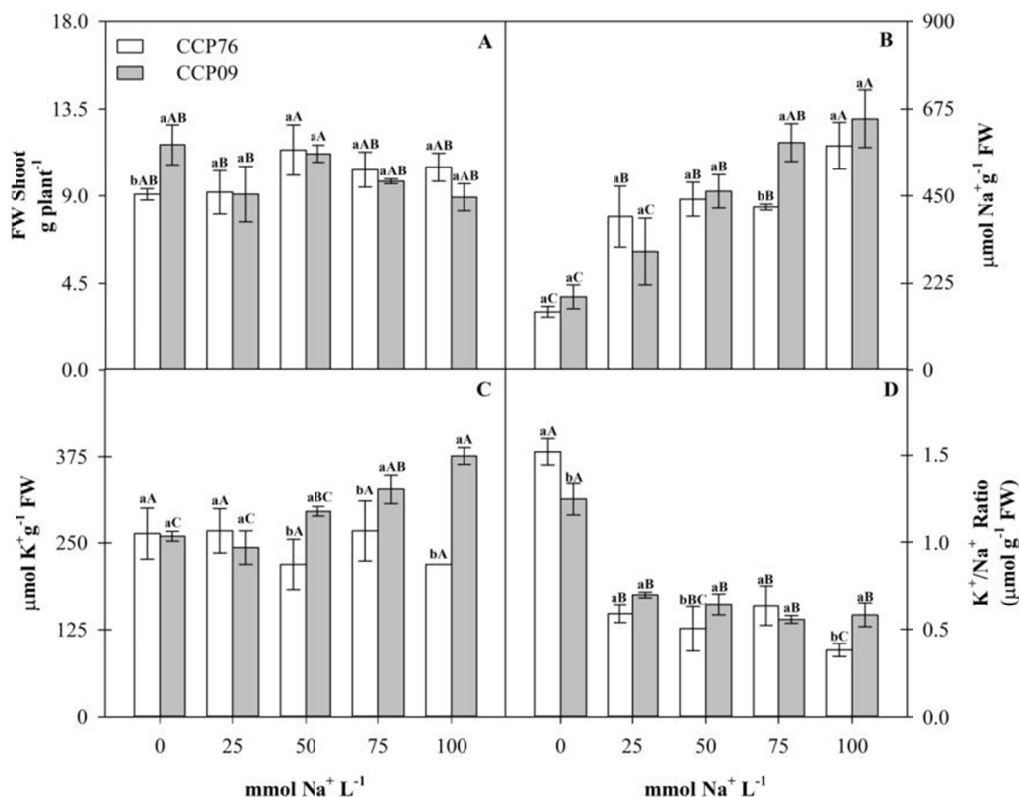 18.0
13.5
9.0
4.5
0.0
FW Shoot
g plant⁻¹
CCP76
CCP09
A
bAB
aAB
aB
aB
aA
aA
aAB
aAB
aAB
aAB
B
900
675
450
225
0
μmol Na⁺g⁻¹ FW
aC
aC
aB
aC
aB
aB
bB
aAB
aA
aA
C
375
250
125
0
μmol K⁺g⁻¹ FW
aA
aC
aA
aC
bA
aBC
bA
aAB
bA
aA
0
25
50
75
100
mmol Na⁺ L⁻¹
D
1.5
1.0
0.5
0.0
K⁺/Na⁺ Ratio
(μmol g⁻¹ FW)
aA
bA
aB
aB
bBC
aB
aB
aB
bC
aB
0
25
50
75
100
mmol Na⁺ L⁻¹